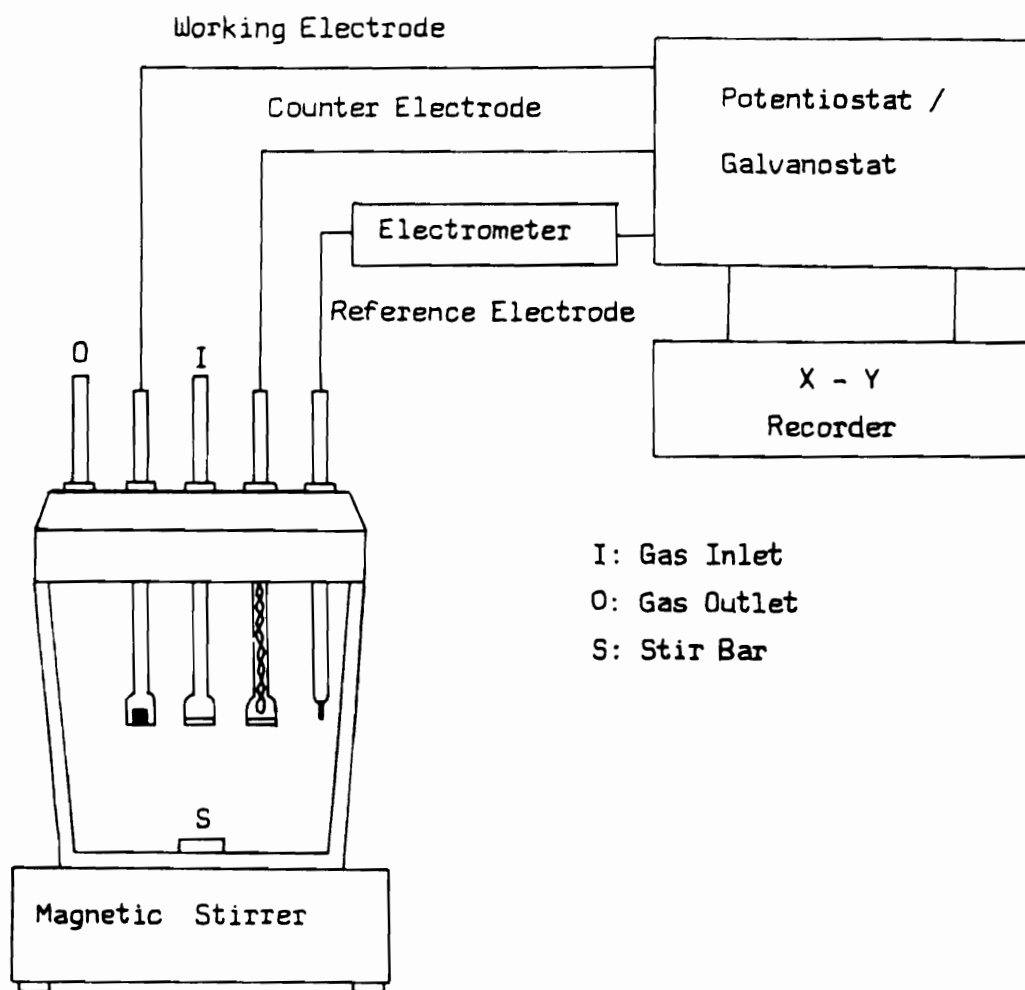 Working Electrode
Counter Electrode
Potentiostat /
Galvanostat
Electrometer
Reference Electrode
O
I
X - Y
Recorder
I: Gas Inlet
O: Gas Outlet
S: Stir Bar
S
Magnetic Stirrer